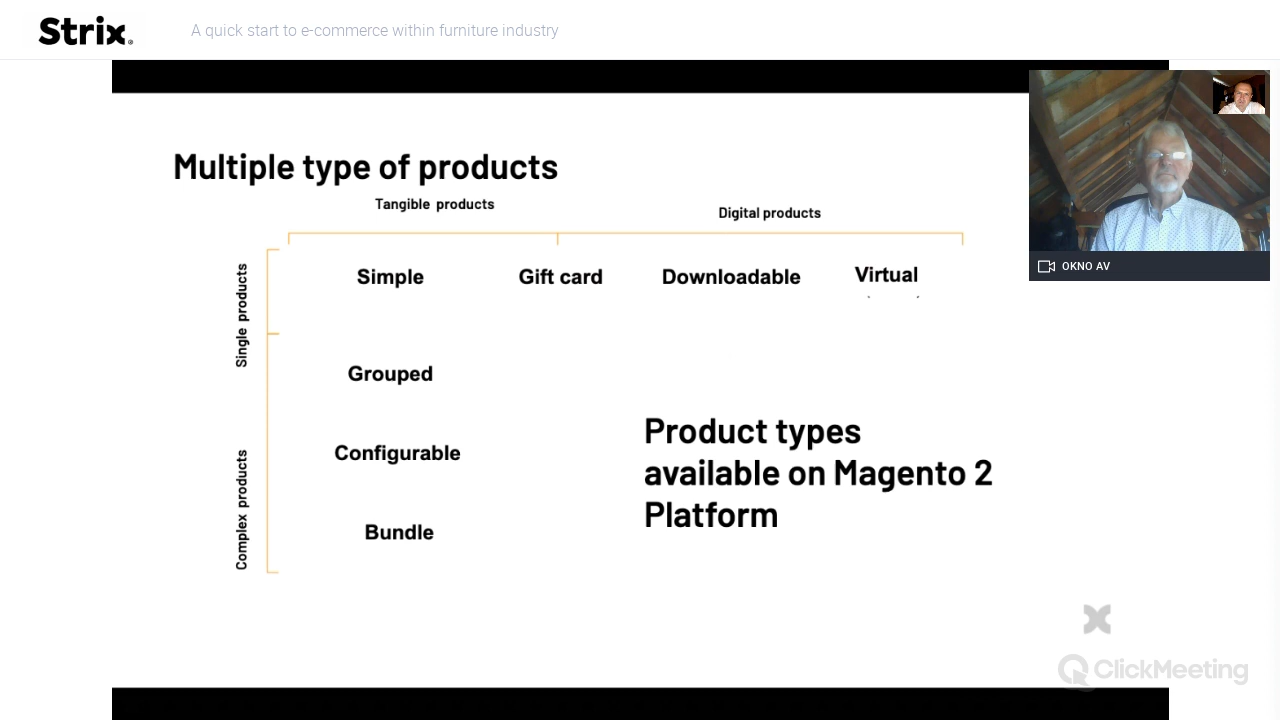 Strix®
A quick start to e-commerce within furniture industry
Multiple type of products
Tangible products
Digital products
Single products
Simple
Gift card
Downloadable
Virtual
Grouped
Complex products
Configurable
Bundle
Product types
available on Magento 2
Platform
OKNO AV
ClickMeeting